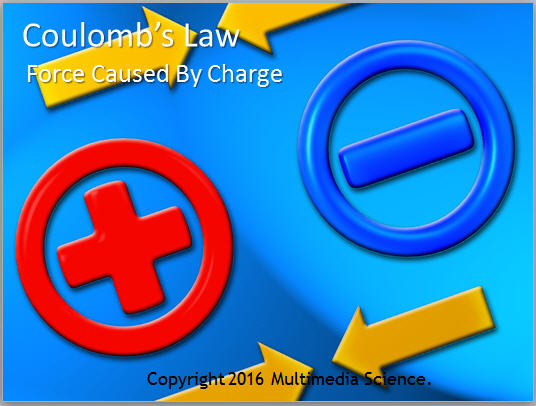 Coulomb's Law
Force Caused By Charge
Copyright 2016 Multimedia Science.